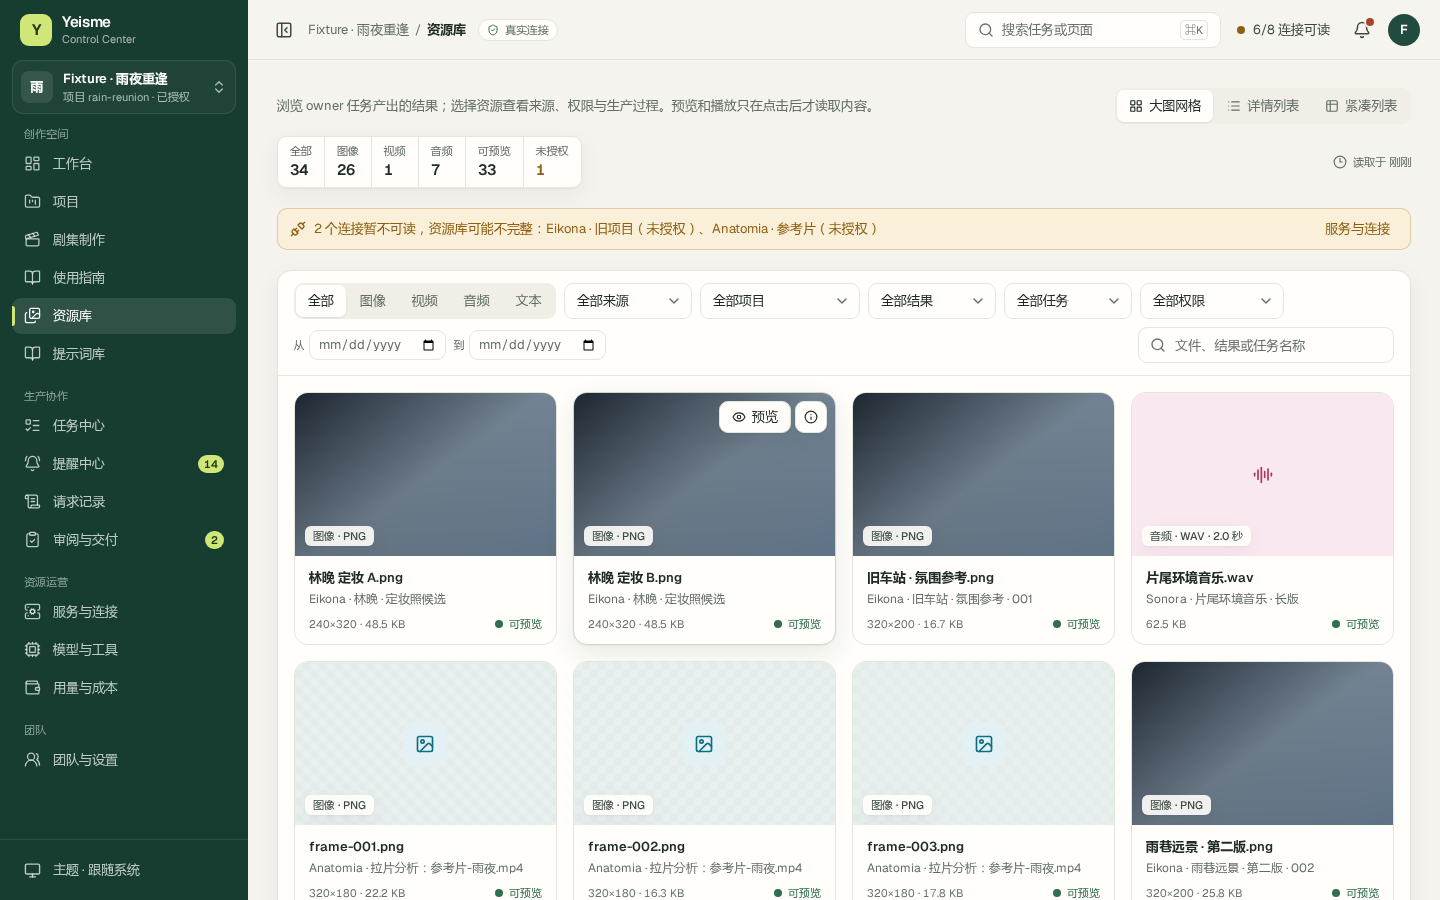 Y
Yeisme
Control Center
雨
Fixture · 雨夜重逢
项目 rain-reunion · 已授权
创作空间
工作台
项目
剧集制作
使用指南
资源库
提示词库
生产协作
任务中心
提醒中心 14
请求记录
审阅与交付 2
资源运营
服务与连接
模型与工具
用量与成本
团队
团队与设置
主题 · 跟随系统
Fixture · 雨夜重逢 / 资源库 真实连接
搜索任务或页面 ⌘K
6/8 连接可读
F
浏览 owner 任务产出的结果；选择资源查看来源、权限与生产过程。预览和播放只在点击后才读取内容。
大图网格 详情列表 紧凑列表
全部 图像 视频 音频 可预览 未授权
34 26 1 7 33 1
读取于 刚刚
2 个连接暂不可读，资源库可能不完整：Eikona · 旧项目（未授权）、Anatomia · 参考片（未授权）
服务与连接
全部 图像 视频 音频 文本 全部来源 全部项目 全部结果 全部任务 全部权限
从 mm/dd/yyyy 到 mm/dd/yyyy
文件、结果或任务名称
图像 · PNG
林晚 定妆 A.png
Eikona · 林晚 · 定妆照候选
240×320 · 48.5 KB 可预览
预览
图像 · PNG
林晚 定妆 B.png
Eikona · 林晚 · 定妆照候选
240×320 · 48.5 KB 可预览
图像 · PNG
旧车站 · 氛围参考.png
Eikona · 旧车站 · 氛围参考 · 001
320×200 · 16.7 KB 可预览
音频 · WAV · 2.0 秒
片尾环境音乐.wav
Sonora · 片尾环境音乐 · 长版
62.5 KB 可预览
图像 · PNG
frame-001.png
Anatomia · 拉片分析：参考片-雨夜.mp4
320×180 · 22.2 KB 可预览
图像 · PNG
frame-002.png
Anatomia · 拉片分析：参考片-雨夜.mp4
320×180 · 16.3 KB 可预览
图像 · PNG
frame-003.png
Anatomia · 拉片分析：参考片-雨夜.mp4
320×180 · 17.8 KB 可预览
图像 · PNG
雨巷远景 · 第二版.png
Eikona · 雨巷远景 · 第二版 · 002
320×200 · 25.8 KB 可预览